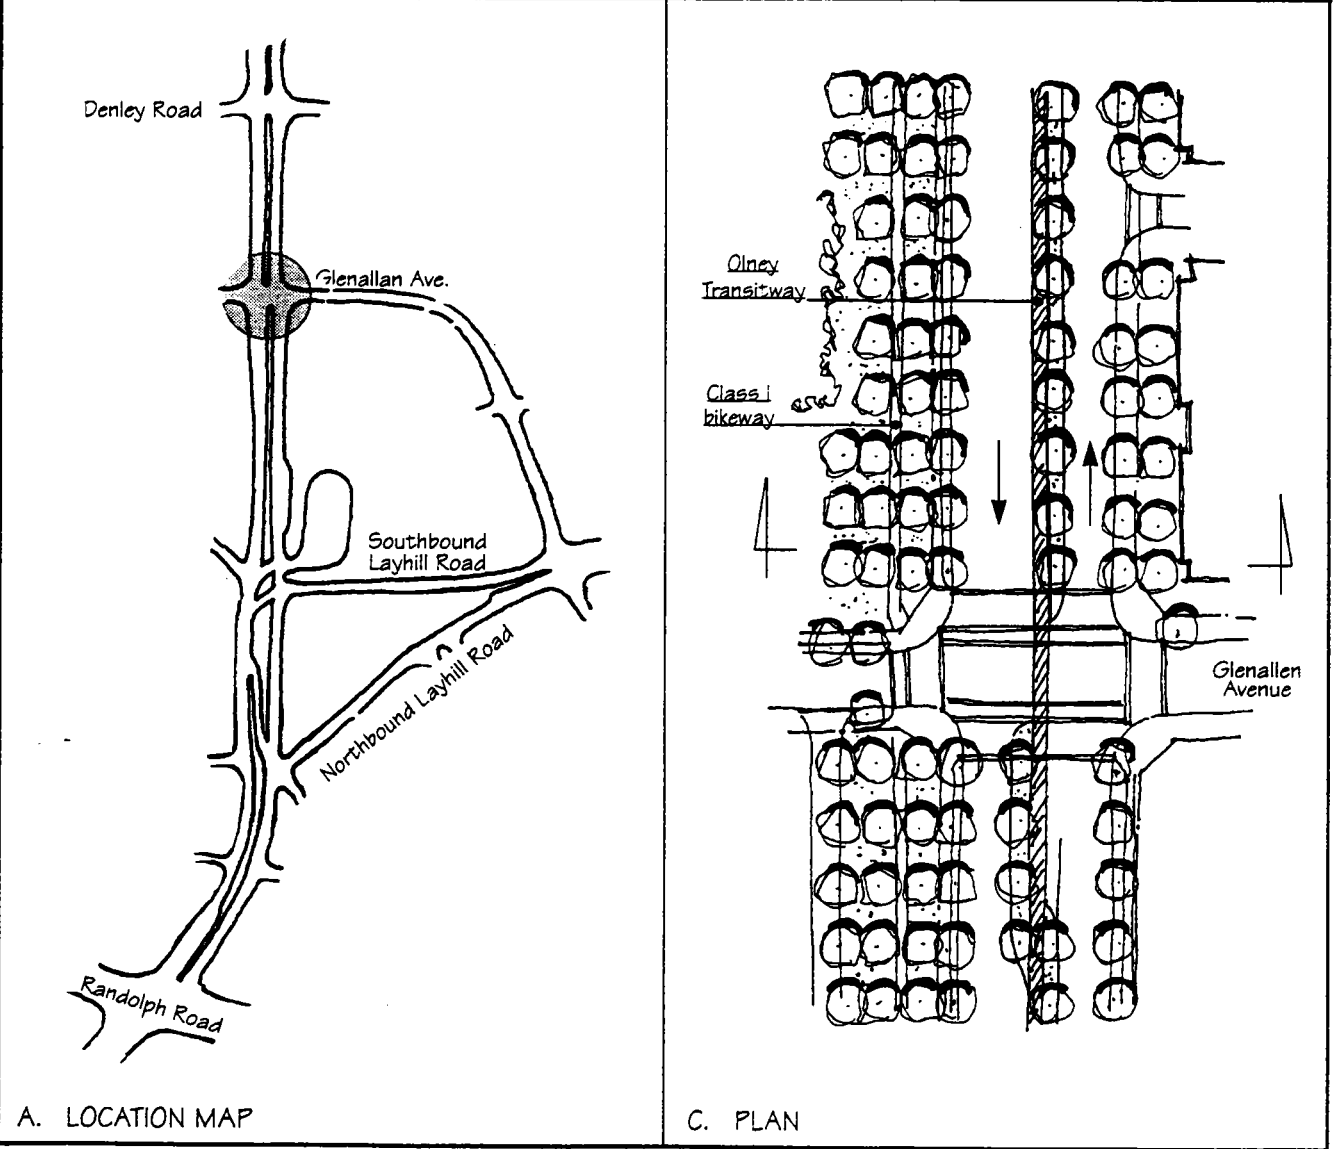 Denley Road
Glenallan Ave.
Southbound
Layhill Road
Northbound Layhill Road
Randolph Road
A. LOCATION MAP
Olney
Transitway
Class i
bikeway
Glenallen
Avenue
C. PLAN